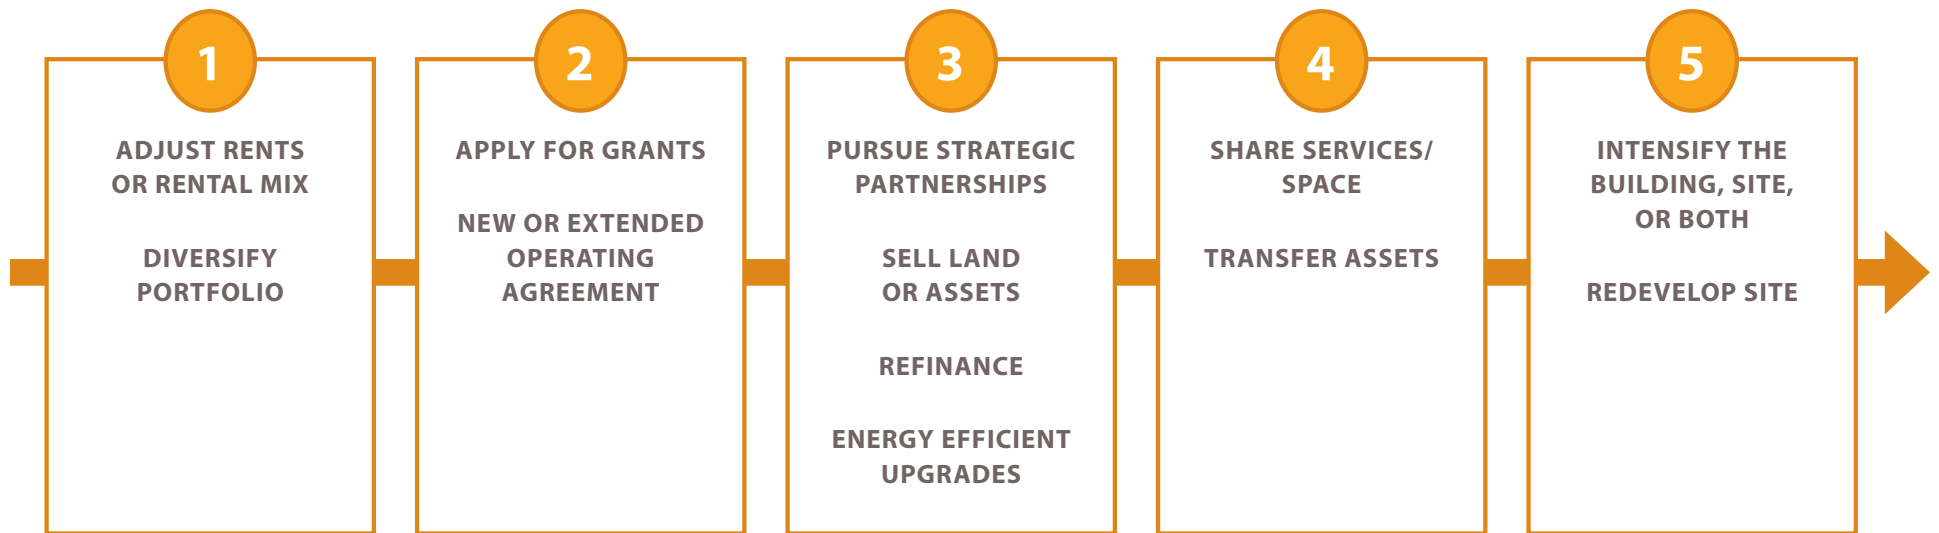 1
ADJUST RENTS
OR RENTAL MIX
DIVERSIFY
PORTFOLIO
2
APPLY FOR GRANTS
NEW OR EXTENDED
OPERATING
AGREEMENT
3
PURSUE STRATEGIC
PARTNERSHIPS
SELL LAND
OR ASSETS
REFINANCE
ENERGY EFFICIENT
UPGRADES
4
SHARE SERVICES/
SPACE
TRANSFER ASSETS
5
INTENSIFY THE
BUILDING, SITE,
OR BOTH
REDEVELOP SITE